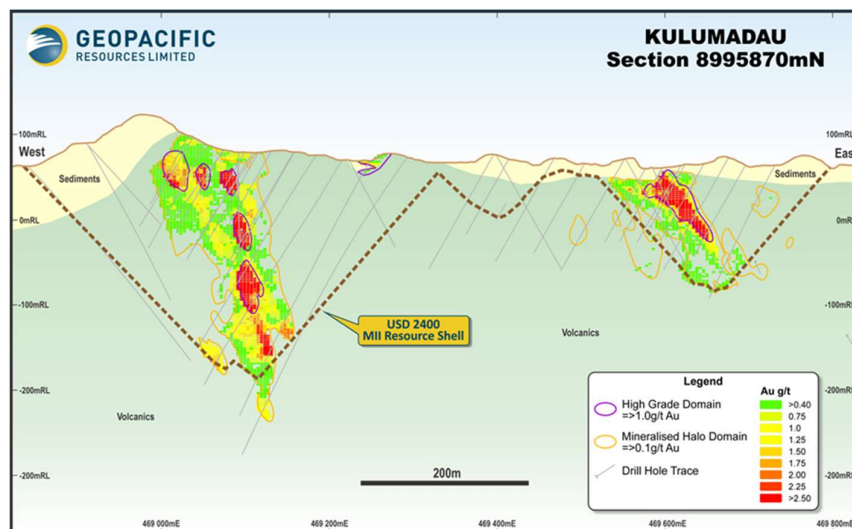 GEOPACIFIC
RESOURCES LIMITED
KULUMADAU
Section 8995870mN
100mRL
West
Sediments
0mRL
-100mRL
-200mRL
-200mRL
100mRL
East
Sediments
0mRL
-100mRL
-200mRL
-200mRL
USD 2400
MII Resource Shell
Volcanics
Volcanics
200m
Legend
High Grade Domain
=>1.0g/t Au
Mineralised Halo Domain
=>0.1g/t Au
Drill Hole Trace
Au g/t
>0.40
0.75
1.0
1.25
1.50
1.75
2.00
2.25
>2.50
469 000mE
469 200mE
469 400mE
469 600mE
469 800mE